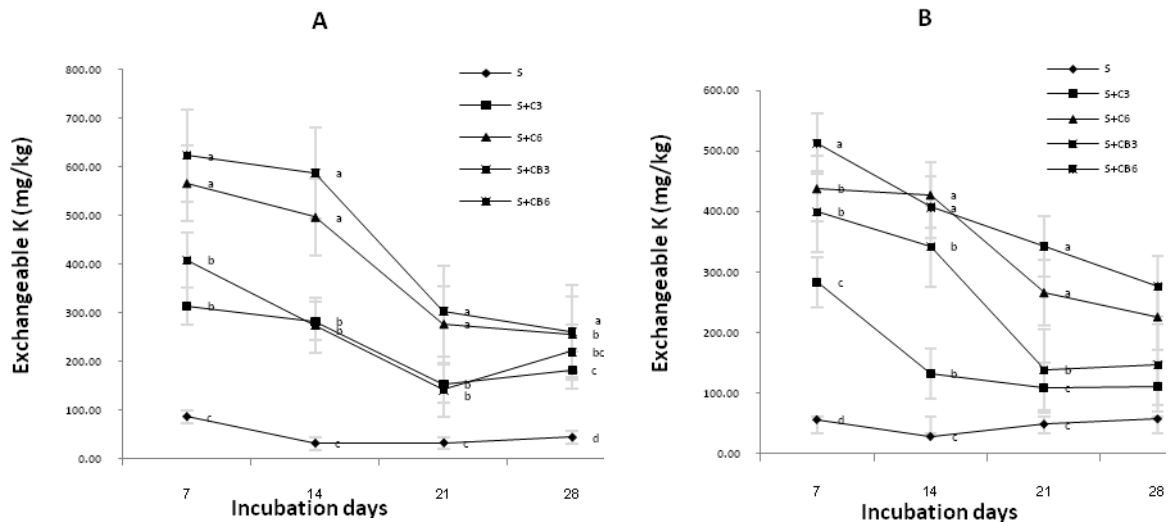 A
Exchangeable K (mg/kg)
800.00
700.00
600.00
500.00
400.00
300.00
200.00
100.00
0.00
S
S+C3
S+C6
S+CB3
S+CB6
a
a
a
a
b
b
b
b
a
a
b
b
a
b
bc
c
c
c
c
d
7
14
21
28
Incubation days
B
Exchangeable K (mg/kg)
600.00
500.00
400.00
300.00
200.00
100.00
0.00
S
S+C3
S+C6
S+CB3
S+CB6
a
b
b
c
d
a
a
b
b
c
a
a
b
c
c
7
14
21
28
Incubation days